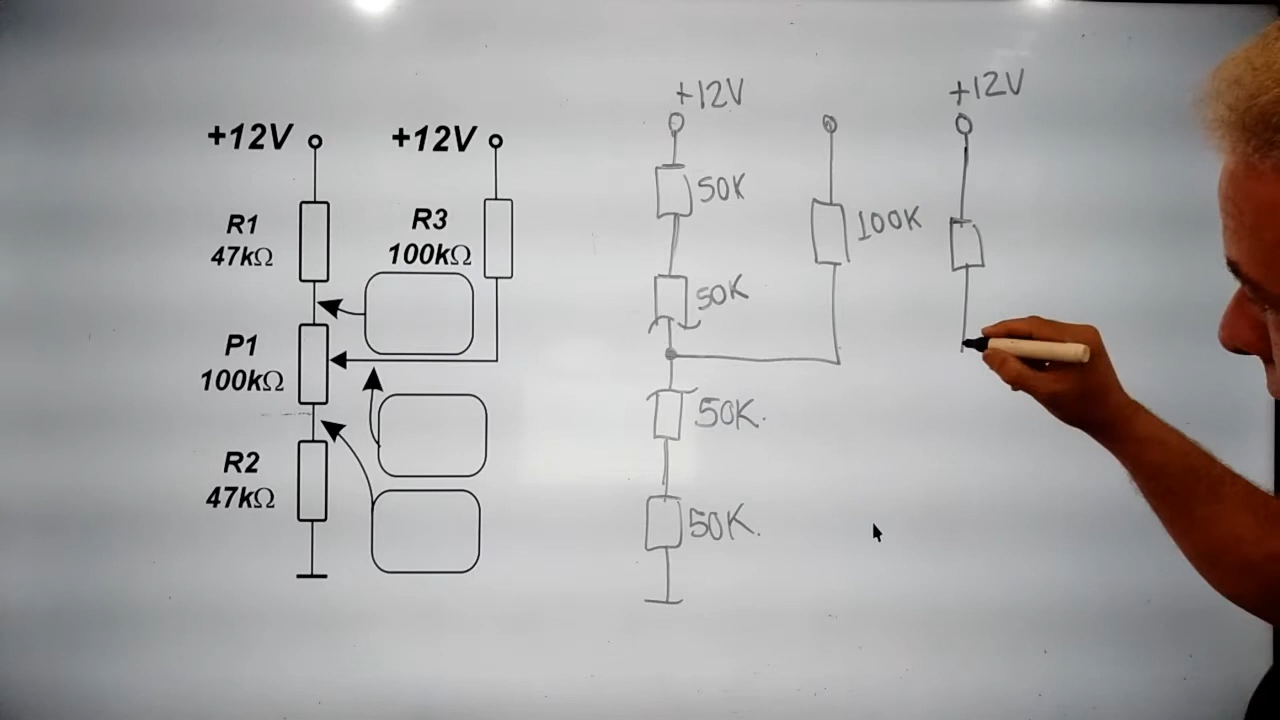 +12V
+12V
R1
47kΩ
R3
100kΩ
P1
100kΩ
R2
47kΩ
+12V
50K
50K
100K
50K.
50K.
+12V